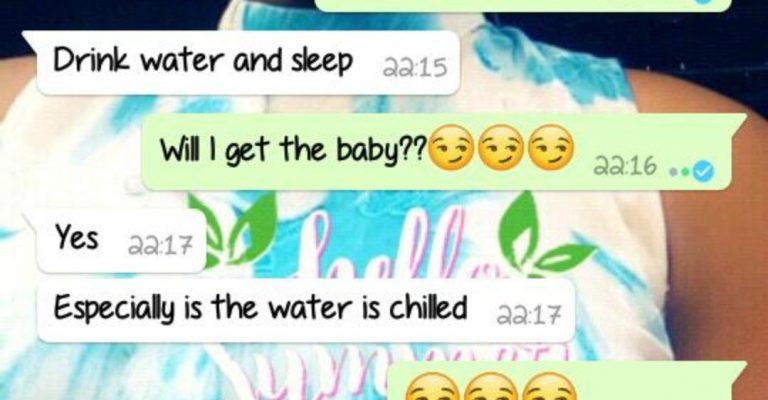 Drink water and sleep 22:15
Will I get the baby??😏😏😏 22:16
Yes 22:17
Especially is the water is chilled 22:17
hello
summer
😏😏😏